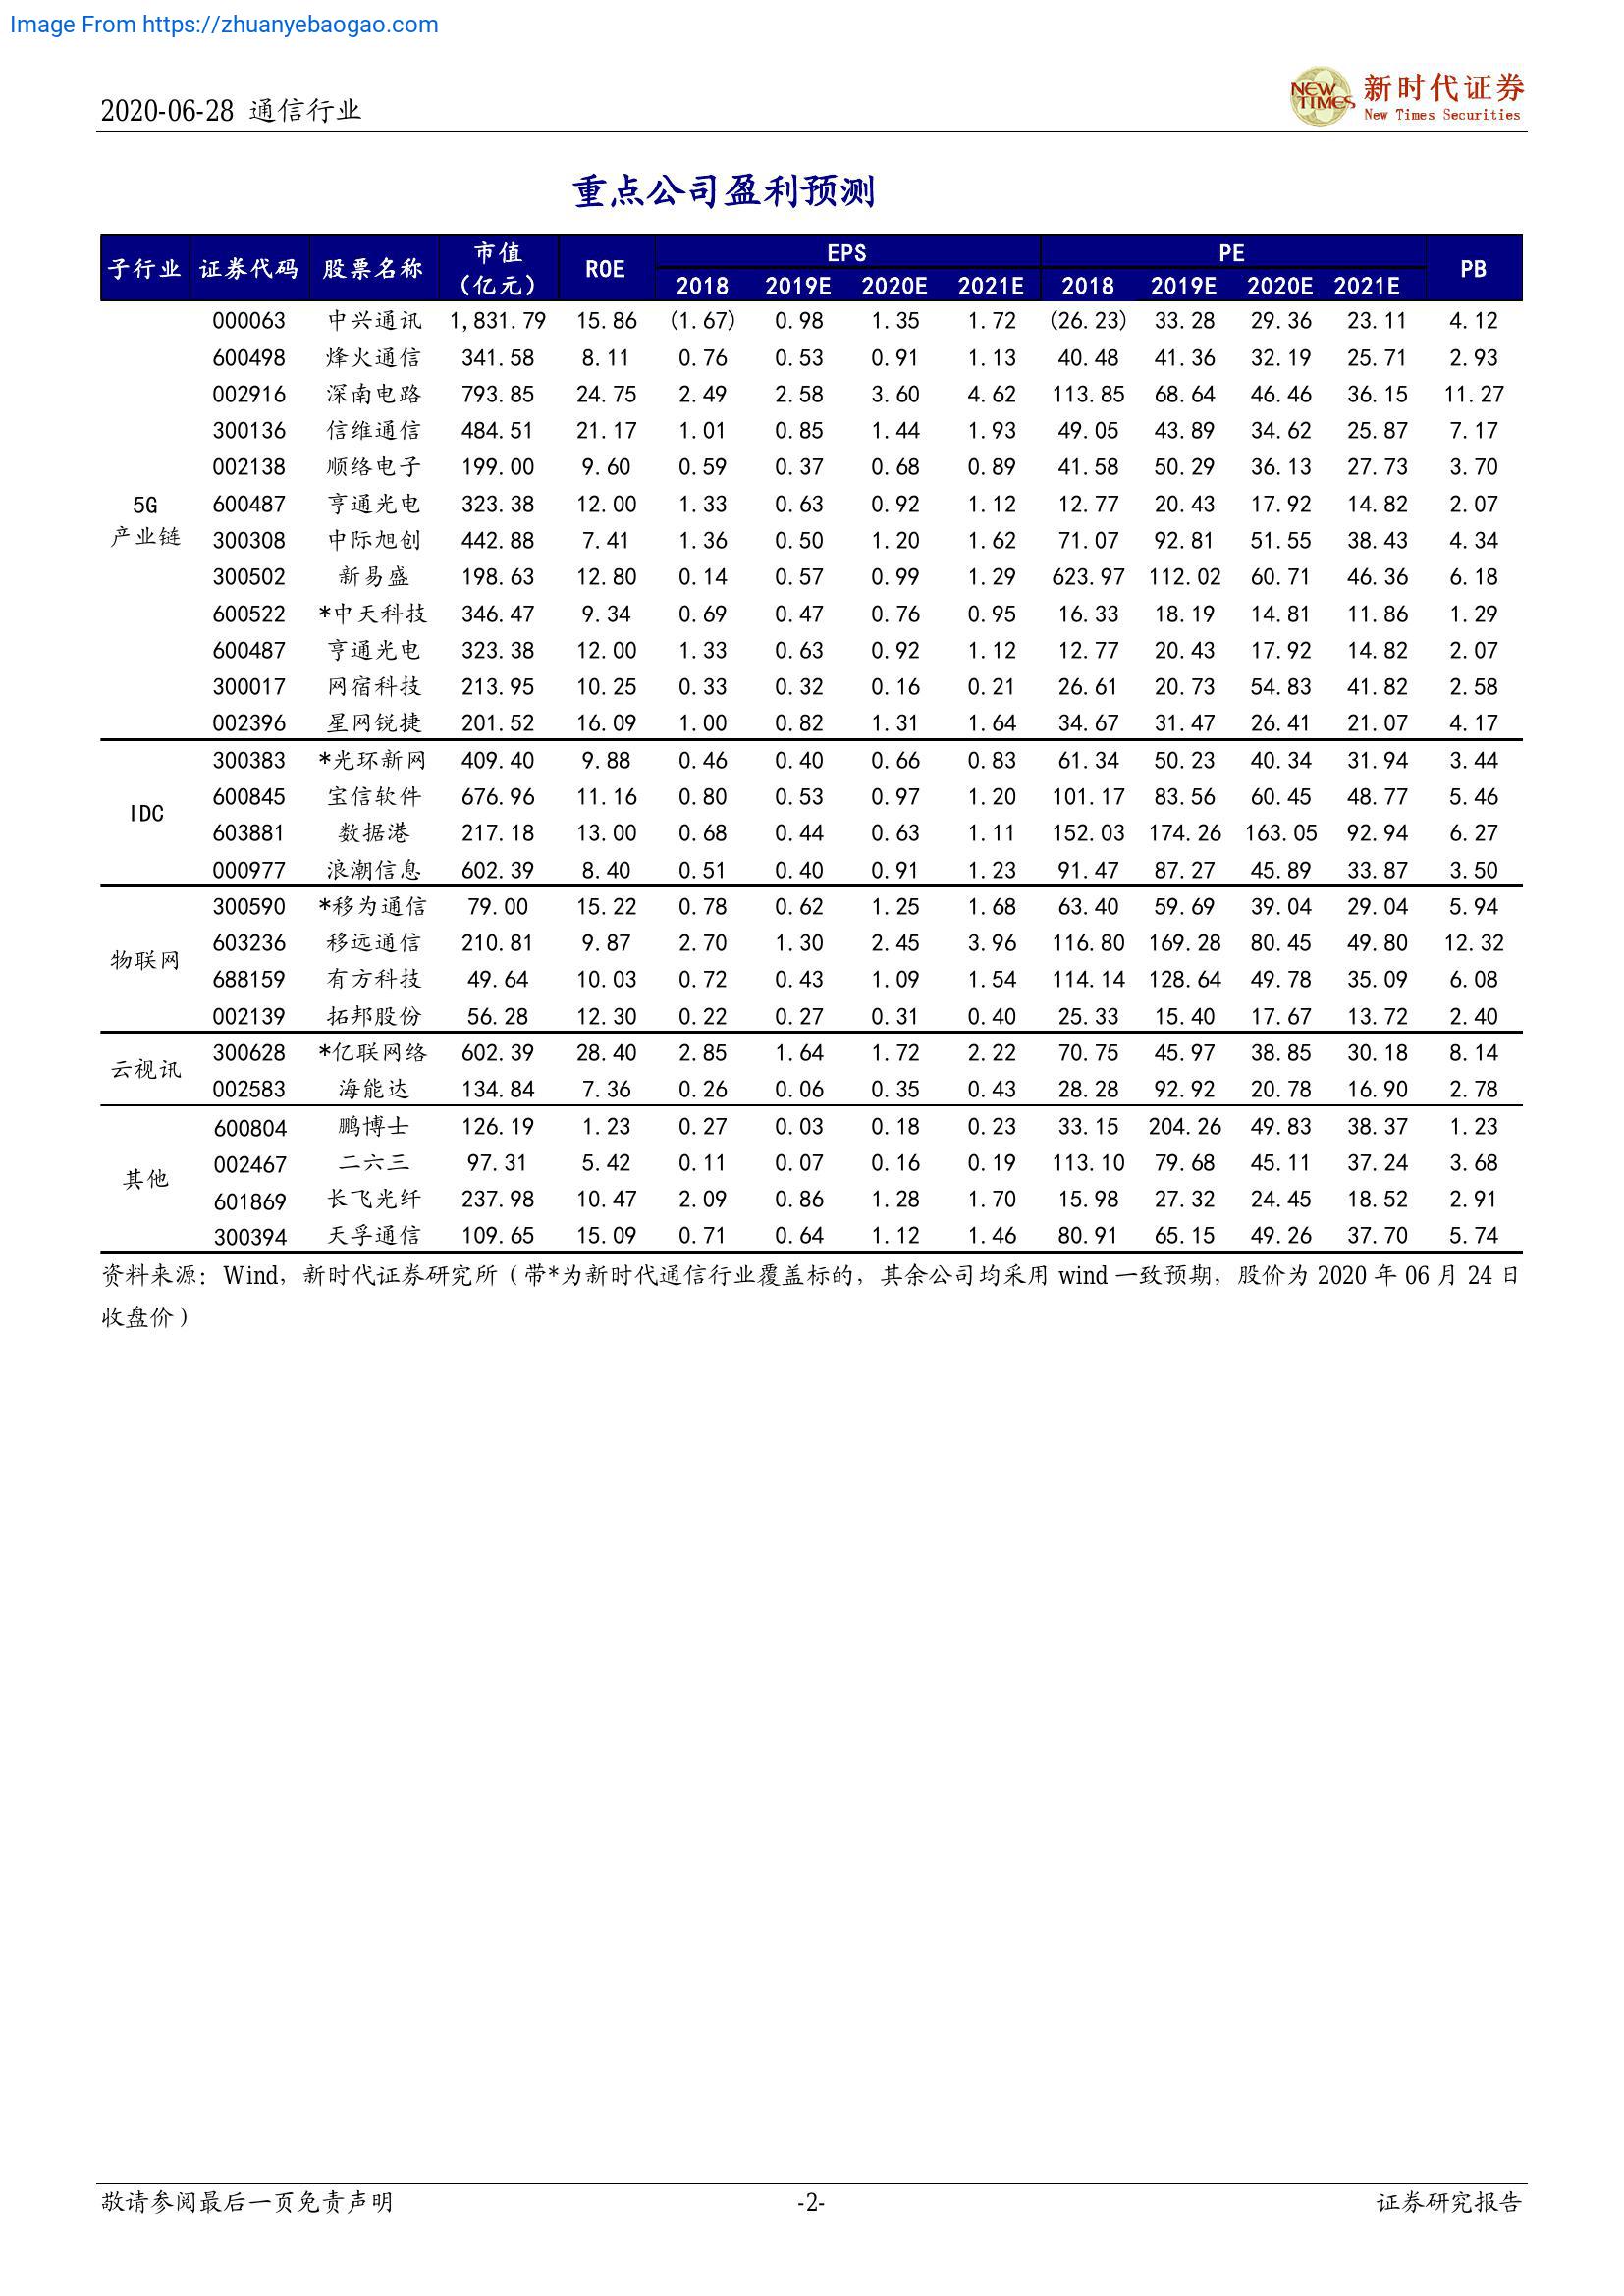 Image From https://zhuanyebaogao.com
2020-06-28 通信行业
NEW TIMES 新时代证券
New Times Securities
重点公司盈利预测
子行业 证券代码 股票名称 市值（亿元） ROE EPS PE PB
2018 2019E 2020E 2021E 2018 2019E 2020E 2021E
000063 中兴通讯 1,831.79 15.86 (1.67) 0.98 1.35 1.72 (26.23) 33.28 29.36 23.11 4.12
600498 烽火通信 341.58 8.11 0.76 0.53 0.91 1.13 40.48 41.36 32.19 25.71 2.93
002916 深南电路 793.85 24.75 2.49 2.58 3.60 4.62 113.85 68.64 46.46 36.15 11.27
300136 信维通信 484.51 21.17 1.01 0.85 1.44 1.93 49.05 43.89 34.62 25.87 7.17
002138 顺络电子 199.00 9.60 0.59 0.37 0.68 0.89 41.58 50.29 36.13 27.73 3.70
5G产业链 600487 亨通光电 323.38 12.00 1.33 0.63 0.92 1.12 12.77 20.43 17.92 14.82 2.07
300308 中际旭创 442.88 7.41 1.36 0.50 1.20 1.62 71.07 92.81 51.55 38.43 4.34
300502 新易盛 198.63 12.80 0.14 0.57 0.99 1.29 623.97 112.02 60.71 46.36 6.18
600522 *中天科技 346.47 9.34 0.69 0.47 0.76 0.95 16.33 18.19 14.81 11.86 1.29
600487 亨通光电 323.38 12.00 1.33 0.63 0.92 1.12 12.77 20.43 17.92 14.82 2.07
300017 网宿科技 213.95 10.25 0.33 0.32 0.16 0.21 26.61 20.73 54.83 41.82 2.58
002396 星网锐捷 201.52 16.09 1.00 0.82 1.31 1.64 34.67 31.47 26.41 21.07 4.17
300383 *光环新网 409.40 9.88 0.46 0.40 0.66 0.83 61.34 50.23 40.34 31.94 3.44
IDC 600845 宝信软件 676.96 11.16 0.80 0.53 0.97 1.20 101.17 83.56 60.45 48.77 5.46
603881 数据港 217.18 13.00 0.68 0.44 0.63 1.11 152.03 174.26 163.05 92.94 6.27
000977 浪潮信息 602.39 8.40 0.51 0.40 0.91 1.23 91.47 87.27 45.89 33.87 3.50
300590 *移为通信 79.00 15.22 0.78 0.62 1.25 1.68 63.40 59.69 39.04 29.04 5.94
物联网 603236 移远通信 210.81 9.87 2.70 1.30 2.45 3.96 116.80 169.28 80.45 49.80 12.32
688159 有方科技 49.64 10.03 0.72 0.43 1.09 1.54 114.14 128.64 49.78 35.09 6.08
002139 拓邦股份 56.28 12.30 0.22 0.27 0.31 0.40 25.33 15.40 17.67 13.72 2.40
云视讯 300628 *亿联网络 602.39 28.40 2.85 1.64 1.72 2.22 70.75 45.97 38.85 30.18 8.14
002583 海能达 134.84 7.36 0.26 0.06 0.35 0.43 28.28 92.92 20.78 16.90 2.78
600804 鹏博士 126.19 1.23 0.27 0.03 0.18 0.23 33.15 204.26 49.83 38.37 1.23
其他 002467 二六三 97.31 5.42 0.11 0.07 0.16 0.19 113.10 79.68 45.11 37.24 3.68
601869 长飞光纤 237.98 10.47 2.09 0.86 1.28 1.70 15.98 27.32 24.45 18.52 2.91
300394 天孚通信 109.65 15.09 0.71 0.64 1.12 1.46 80.91 65.15 49.26 37.70 5.74
资料来源：Wind，新时代证券研究所（带*为新时代通信行业覆盖标的，其余公司均采用 wind 一致预期，股价为 2020 年 06 月 24 日
收盘价）
敬请参阅最后一页免责声明 -2- 证券研究报告